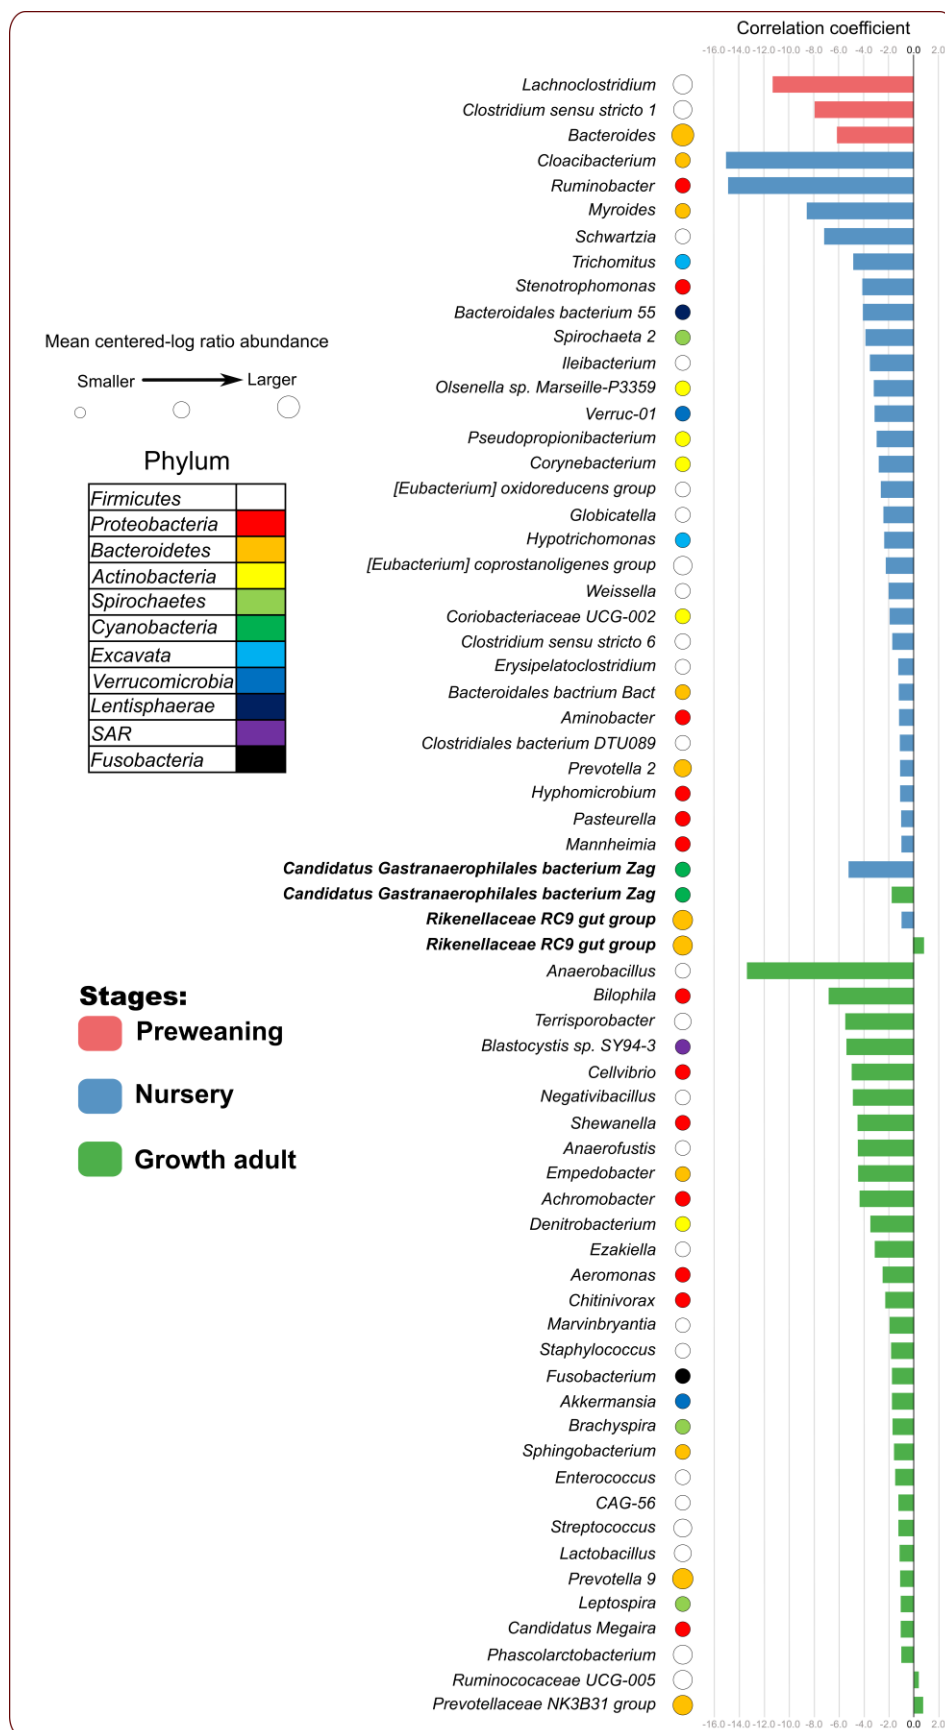 Correlation coefficient
-16.0 -14.0 -12.0 -10.0 -8.0 -6.0 -4.0 -2.0 0.0 2.0
Lachnoclostridium
Clostridium sensu stricto 1
Bacteroides
Cloacibacterium
Ruminobacter
Myroides
Schwartzia
Trichomitus
Stenotrophomonas
Bacteroidales bacterium 55
Spirochaeta 2
Ileibacterium
Olsenella sp. Marseille-P3359
Verruc-01
Pseudopropionibacterium
Corynebacterium
[Eubacterium] oxidoreducens group
Globicatella
Hypotrichomonas
[Eubacterium] coprostanoligenes group
Weissella
Coriobacteriaceae UCG-002
Clostridium sensu stricto 6
Erysipelatoclostridium
Bacteroidales bactrium Bact
Aminobacter
Clostridiales bacterium DTU089
Prevotella 2
Hyphomicrobium
Pasteurella
Mannheimia
Candidatus Gastranaerophilales bacterium Zag
Candidatus Gastranaerophilales bacterium Zag
Rikenellaceae RC9 gut group
Rikenellaceae RC9 gut group
Anaerobacillus
Bilophila
Terrisporobacter
Blastocystis sp. SY94-3
Cellvibrio
Negativibacillus
Shewanella
Anaerofustis
Empedobacter
Achromobacter
Denitrobacterium
Ezakiella
Aeromonas
Chitinivorax
Marvinbryantia
Staphylococcus
Fusobacterium
Akkermansia
Brachyspira
Sphingobacterium
Enterococcus
CAG-56
Streptococcus
Lactobacillus
Prevotella 9
Leptospira
Candidatus Megaira
Phascolarctobacterium
Ruminococaceae UCG-005
Prevotellaceae NK3B31 group
-16.0 -14.0 -12.0 -10.0 -8.0 -6.0 -4.0 -2.0 0.0 2.0
Mean centered-log ratio abundance
Smaller Larger
Phylum
Firmicutes
Proteobacteria
Bacteroidetes
Actinobacteria
Spirochaetes
Cyanobacteria
Excavata
Verrucomicrobia
Lentisphaerae
SAR
Fusobacteria
Stages:
Preweaning
Nursery
Growth adult